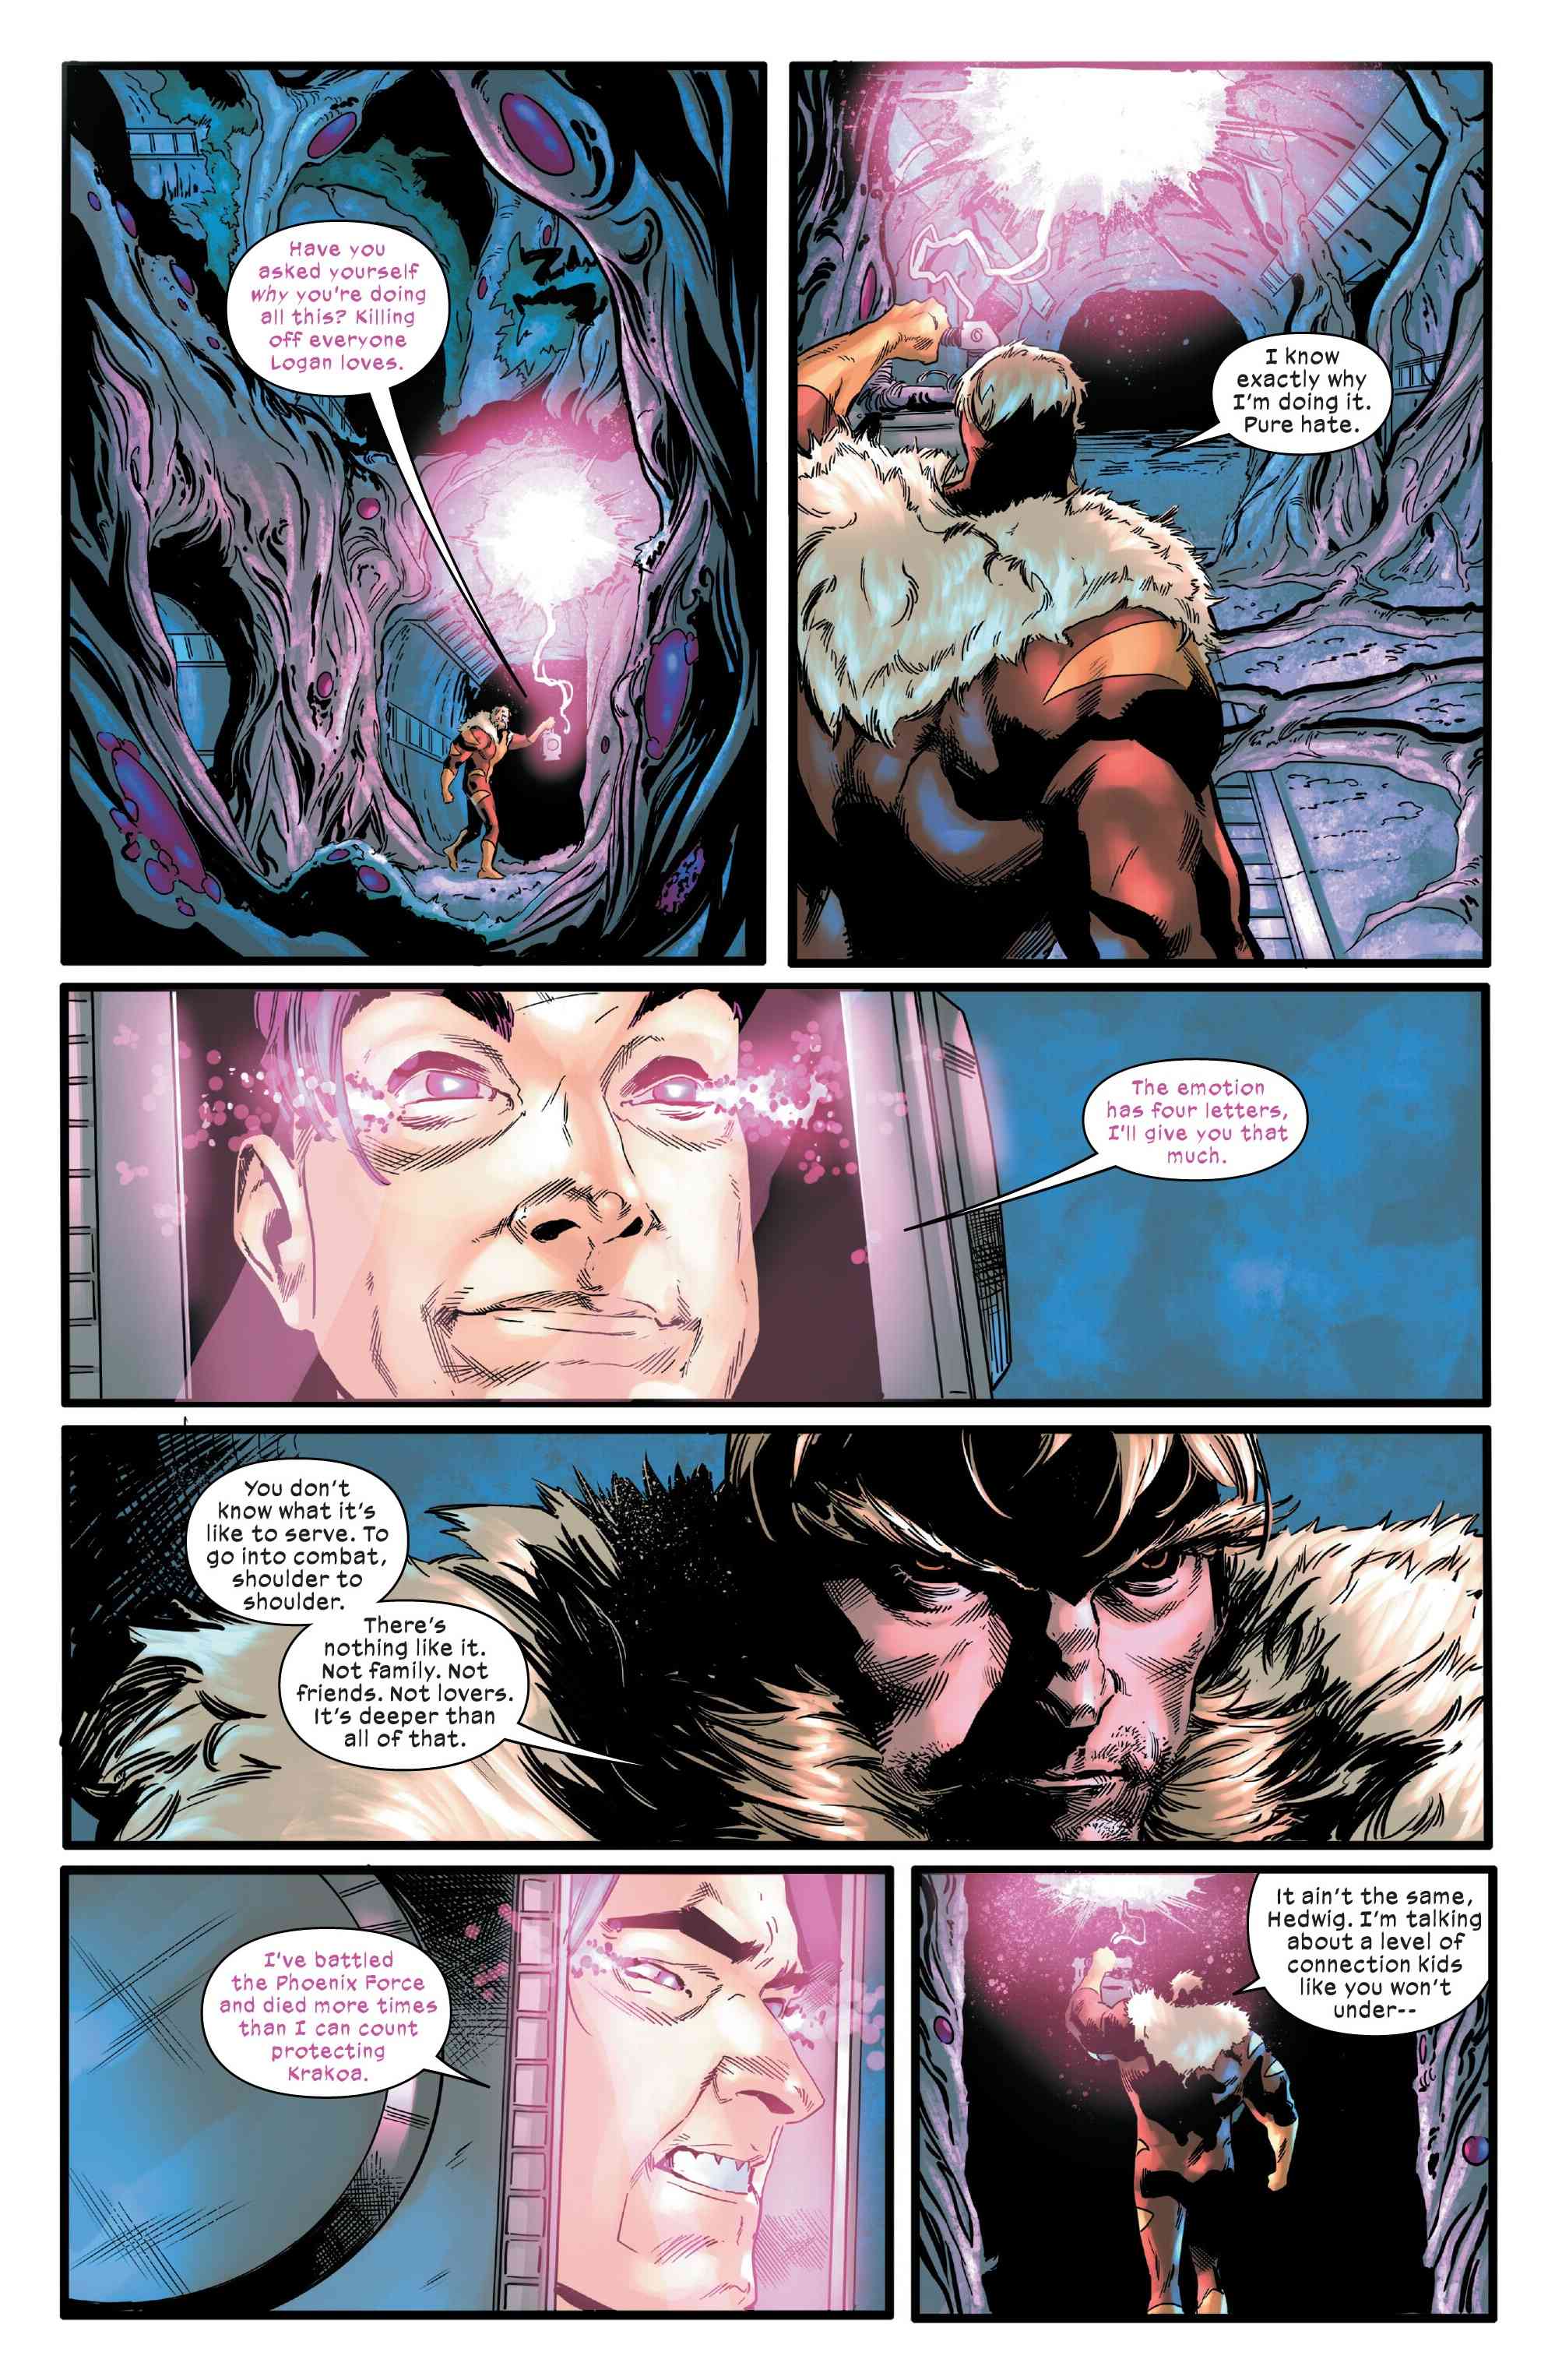 Have you
asked yourself
why you're doing
all this? Killing
off everyone
Logan loves.
I know
exactly why
I'm doing it.
Pure hate.
The emotion
has four letters,
I'll give you that
much.
You don't
know what it's
like to serve. To
go into combat,
shoulder to
shoulder.
There's
nothing like it.
Not family. Not
friends. Not lovers.
It's deeper than
all of that.
I've battled
the Phoenix Force
and died more times
than I can count
protecting
Krakoa.
It ain't the same,
Hedwig. I'm talking
about a level of
connection kids
like you won't
under--